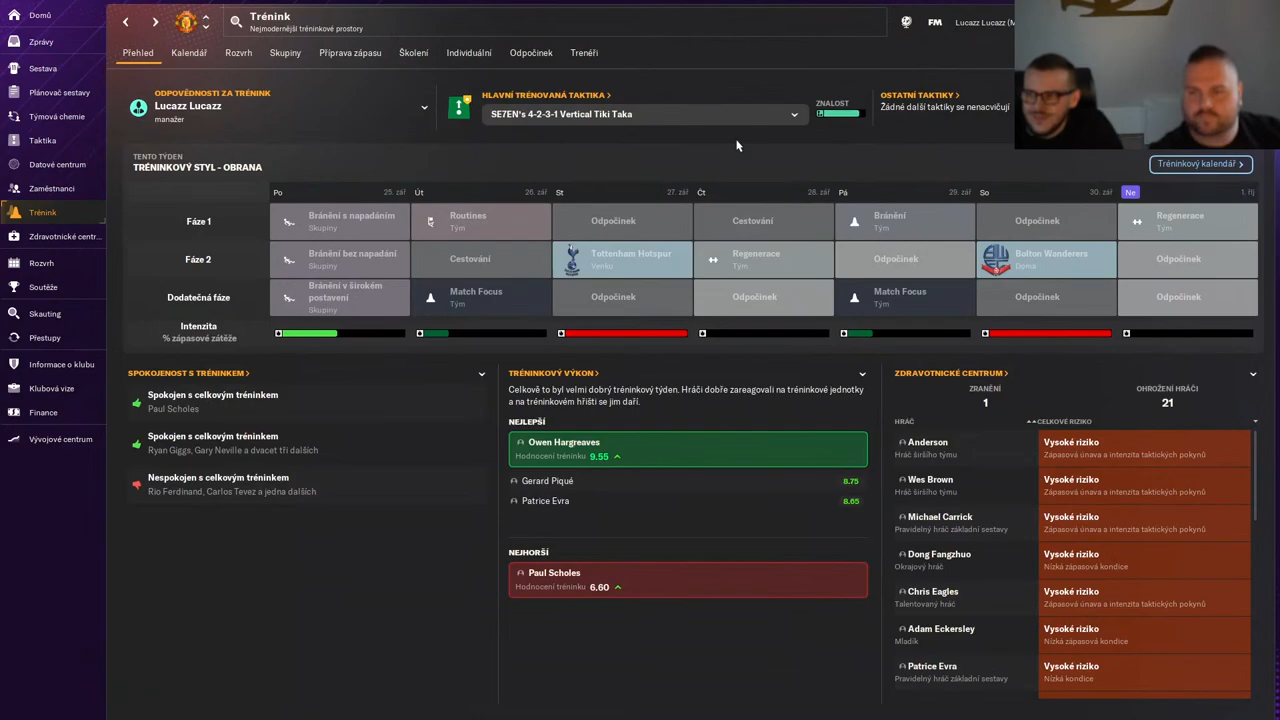 Domů
Zprávy
Sestava
Plánovač sestavy
Týmová chemie
Taktika
Datové centrum
Zaměstnanci
Trénink
Zdravotnické centr...
Rozvrh
Soutěže
Skauting
Přestupy
Informace o klubu
Klubová vize
Finance
Vývojové centrum
Trénink
Nejmodernější tréninkové prostory
FM
Lucazz Lucazz (M
Přehled
Kalendář
Rozvrh
Skupiny
Příprava zápasu
Školení
Individuální
Odpočinek
Trenéři
ODPOVĚDNOSTI ZA TRÉNINK
Lucazz Lucazz
manažer
HLAVNÍ TRÉNOVANÁ TAKTIKA >
SE7EN's 4-2-3-1 Vertical Tiki Taka
ZNALOST
OSTATNÍ TAKTIKY >
Žádné další taktiky se nenacvičují
TENTO TÝDEN
TRÉNINKOVÝ STYL - OBRANA
Tréninkový kalendář >
Po 25. zář Út 26. zář St 27. zář Čt 28. zář Pá 29. zář So 30. zář Ne 1. říj
Fáze 1
Bránění s napadáním
Skupiny
Routines
Tým
Odpočinek
Cestování
Bránění
Tým
Odpočinek
Regenerace
Tým
Fáze 2
Bránění bez napadání
Skupiny
Cestování
Tottenham Hotspur
Venku
Regenerace
Tým
Odpočinek
Bolton Wanderers
Doma
Odpočinek
Dodatečná fáze
Bránění v širokém
postavení
Skupiny
Match Focus
Tým
Odpočinek
Odpočinek
Match Focus
Tým
Odpočinek
Odpočinek
Intenzita
% zápasové zátěže
SPOKOJENOST S TRÉNINKEM >
Spokojen s celkovým tréninkem
Paul Scholes
Spokojen s celkovým tréninkem
Ryan Giggs, Gary Neville a dvacet tři dalších
Nespokojen s celkovým tréninkem
Rio Ferdinand, Carlos Tevez a jedna dalších
TRÉNINKOVÝ VÝKON >
Celkově to byl velmi dobrý tréninkový týden. Hráči dobře zareagovali na tréninkové jednotky
a na tréninkovém hřišti se jim daří.
NEJLEPŠÍ
Owen Hargreaves
Hodnocení tréninku 9.55
Gerard Piqué 8.75
Patrice Evra 8.65
NEJHORŠÍ
Paul Scholes
Hodnocení tréninku 6.60
ZDRAVOTNICKÉ CENTRUM >
ZRANĚNÍ
1
OHROŽENÍ HRÁČI
21
HRÁČ CELKOVÉ RIZIKO
Anderson
Hráč širšího týmu
Vysoké riziko
Zápasová únava a intenzita taktických pokynů
Wes Brown
Hráč širšího týmu
Vysoké riziko
Zápasová únava a intenzita taktických pokynů
Michael Carrick
Pravidelný hráč základní sestavy
Vysoké riziko
Zápasová únava a intenzita taktických pokynů
Dong Fangzhuo
Okrajový hráč
Vysoké riziko
Nízká zápasová kondice
Chris Eagles
Talentovaný hráč
Vysoké riziko
Zápasová únava a intenzita taktických pokynů
Adam Eckersley
Mladík
Vysoké riziko
Nízká zápasová kondice
Patrice Evra
Pravidelný hráč základní sestavy
Vysoké riziko
Nízká kondice